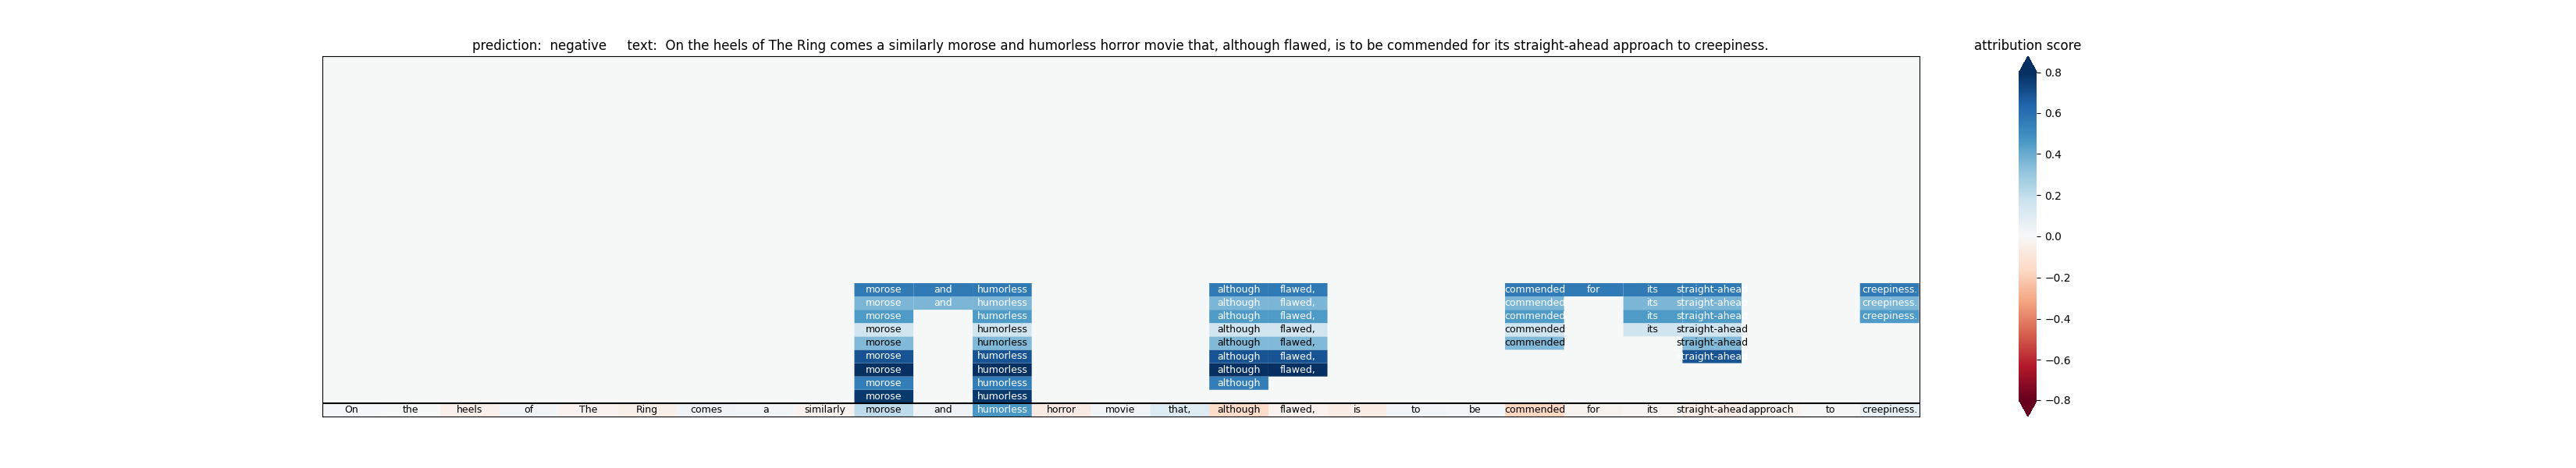 prediction:  negative     text:  On the heels of The Ring comes a similarly morose and humorless horror movie that, although flawed, is to be commended for its straight-ahead approach to creepiness.
attribution score
0.8
0.6
0.4
0.2
0.0
−0.2
−0.4
−0.6
−0.8
morose and humorless although flawed, commended for its straight-ahea creepiness.
morose and humorless although flawed, commended its straight-ahea creepiness.
morose humorless although flawed, commended its straight-ahea creepiness.
morose humorless although flawed, commended its straight-ahead
morose humorless although flawed, commended straight-ahead
morose humorless although flawed, traight-ahea
morose humorless although flawed,
morose humorless although
morose humorless
On the heels of The Ring comes a similarly morose and humorless horror movie that, although flawed, is to be commended for its straight-ahead approach to creepiness.